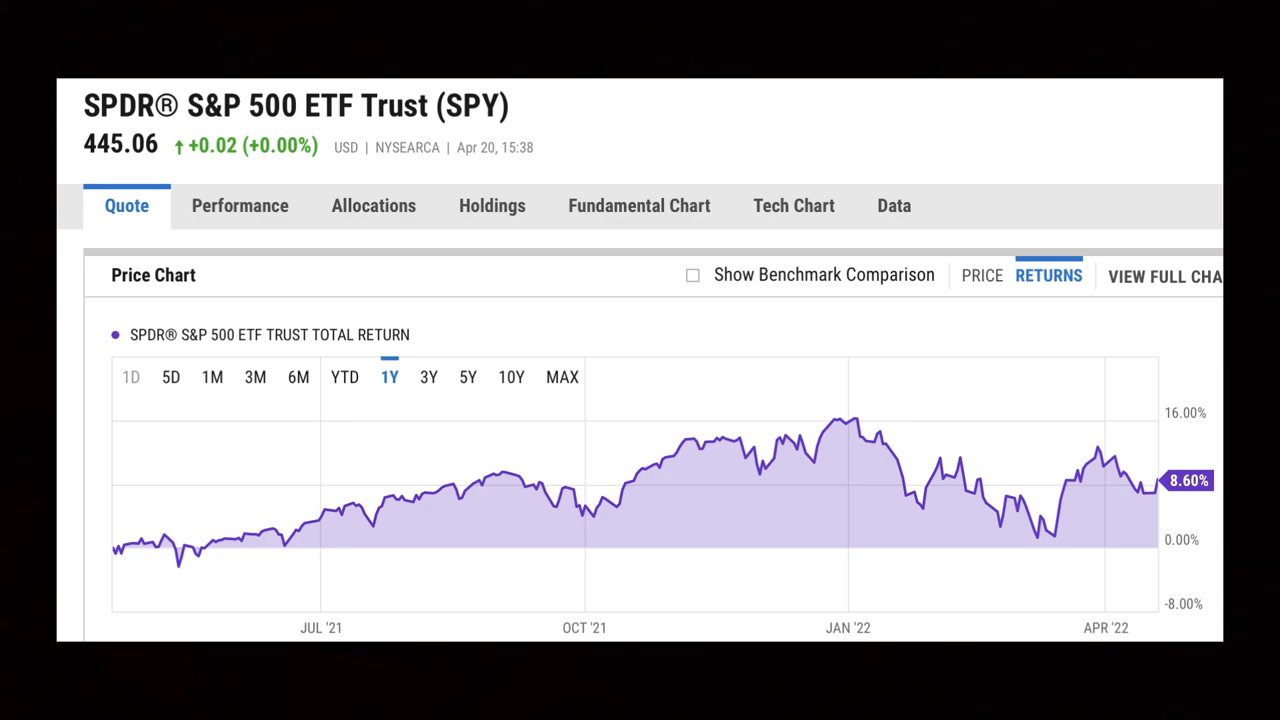 SPDR® S&P 500 ETF Trust (SPY)
445.06 ↑ +0.02 (+0.00%) USD | NYSEARCA | Apr 20, 15:38
Quote Performance Allocations Holdings Fundamental Chart Tech Chart Data
Price Chart Show Benchmark Comparison PRICE RETURNS VIEW FULL CHA
SPDR® S&P 500 ETF TRUST TOTAL RETURN
1D 5D 1M 3M 6M YTD 1Y 3Y 5Y 10Y MAX
16.00%
8.60%
0.00%
-8.00%
JUL '21 OCT '21 JAN '22 APR '22